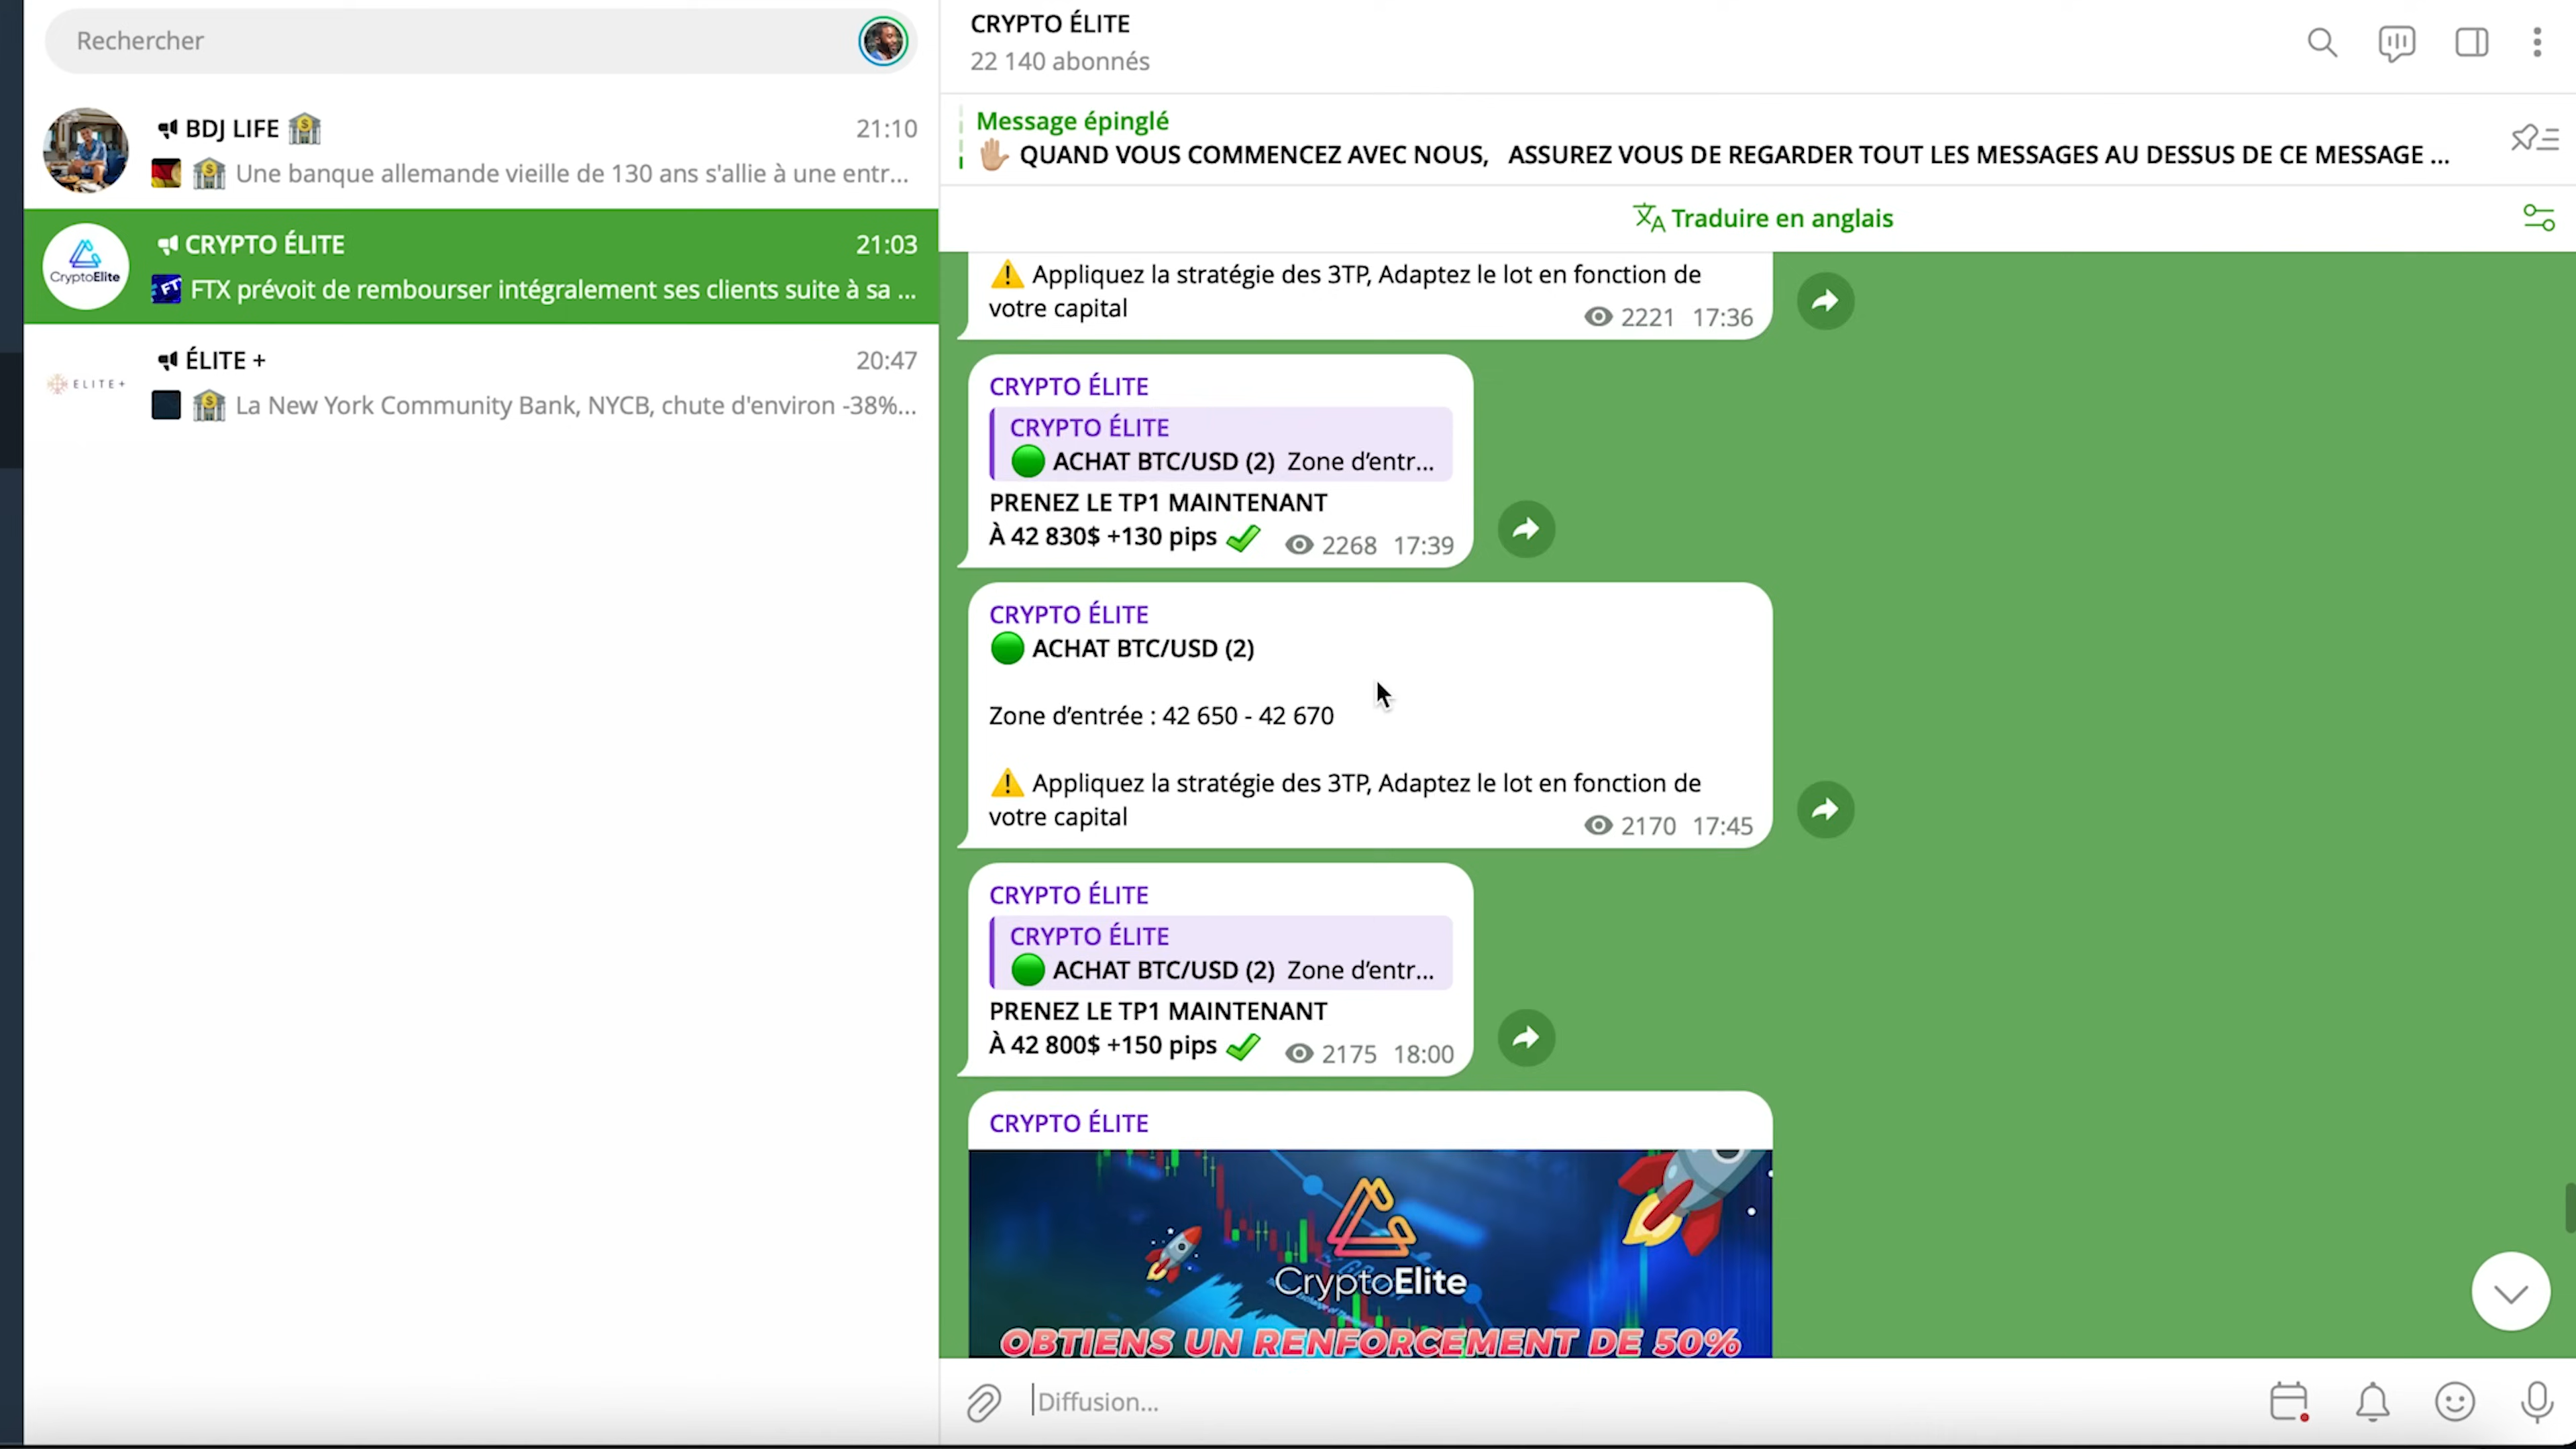 Rechercher
BDJ LIFE
21:10
Une banque allemande vieille de 130 ans s'allie à une entr...
CryptoElite
CRYPTO ÉLITE
21:03
FTX prévoit de rembourser intégralement ses clients suite à sa ...
ELITE+
ÉLITE +
20:47
La New York Community Bank, NYCB, chute d'environ -38%...
CRYPTO ÉLITE
22 140 abonnés
Message épinglé
QUAND VOUS COMMENCEZ AVEC NOUS, ASSUREZ VOUS DE REGARDER TOUT LES MESSAGES AU DESSUS DE CE MESSAGE ...
Traduire en anglais
Appliquez la stratégie des 3TP, Adaptez le lot en fonction de
votre capital
2221 17:36
CRYPTO ÉLITE
CRYPTO ÉLITE
ACHAT BTC/USD (2) Zone d’entr...
PRENEZ LE TP1 MAINTENANT
À 42 830$ +130 pips
2268 17:39
CRYPTO ÉLITE
ACHAT BTC/USD (2)
Zone d’entrée : 42 650 - 42 670
Appliquez la stratégie des 3TP, Adaptez le lot en fonction de
votre capital
2170 17:45
CRYPTO ÉLITE
CRYPTO ÉLITE
ACHAT BTC/USD (2) Zone d’entr...
PRENEZ LE TP1 MAINTENANT
À 42 800$ +150 pips
2175 18:00
CRYPTO ÉLITE
CryptoElite
OBTIENS UN RENFORCEMENT DE 50%
Diffusion...